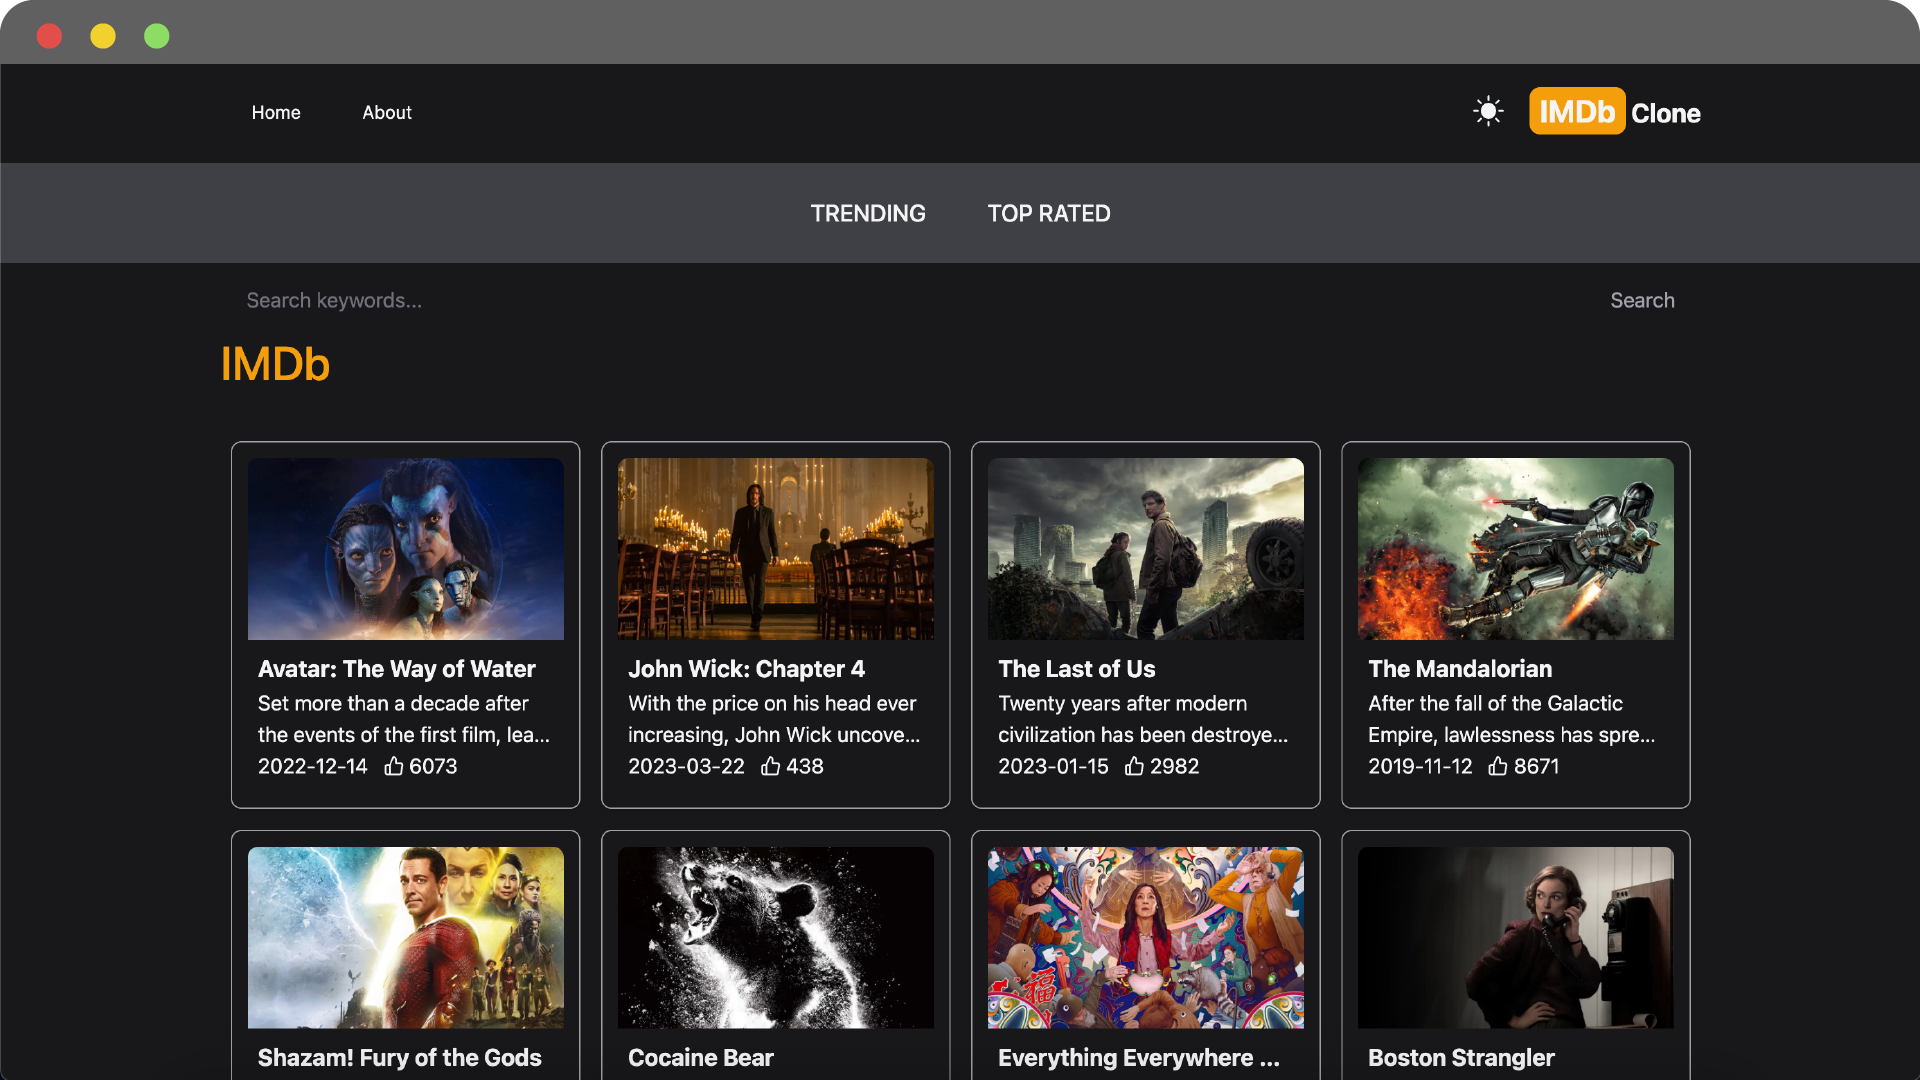 Home About IMDb Clone
TRENDING TOP RATED
Search keywords... Search
IMDb
Avatar: The Way of Water
Set more than a decade after
the events of the first film, lea...
2022-12-14 6073
John Wick: Chapter 4
With the price on his head ever
increasing, John Wick uncove...
2023-03-22 438
The Last of Us
Twenty years after modern
civilization has been destroye...
2023-01-15 2982
The Mandalorian
After the fall of the Galactic
Empire, lawlessness has spre...
2019-11-12 8671
福
Shazam! Fury of the Gods
Cocaine Bear
Everything Everywhere ...
Boston Strangler